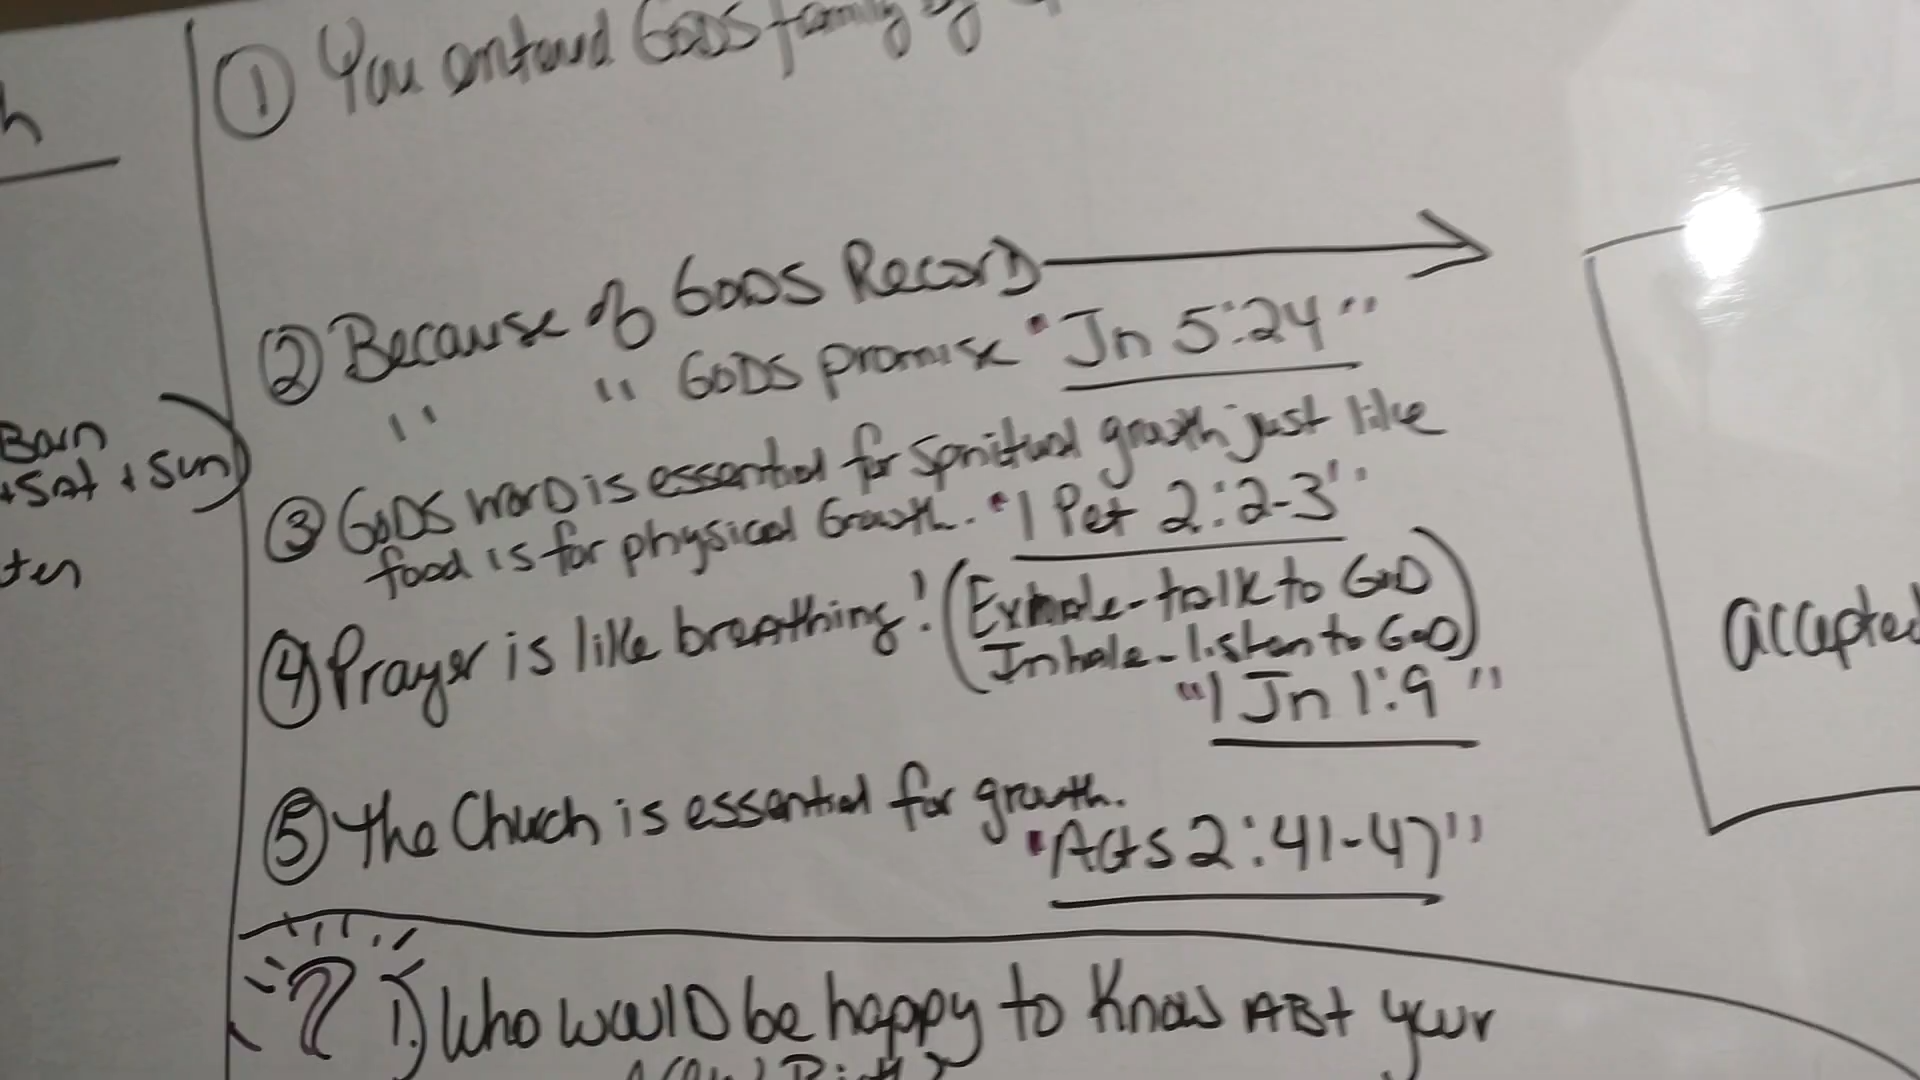 ① You entered GODS family by
② Because of GODS Record
" " GODS promise "Jn 5:24"
③ GODS word is essential for Spiritual growth just like
food is for physical Growth. "1 Pet 2:2-3"
④ Prayer is like breathing! (Exhale-talk to GOD
Inhale-listen to GOD)
"1 Jn 1:9"
⑤ The Church is essential for growth.
"Acts 2:41-47"
? 1.) Who would be happy to know ABt your
Barn
+ Sat + Sun)
accepted